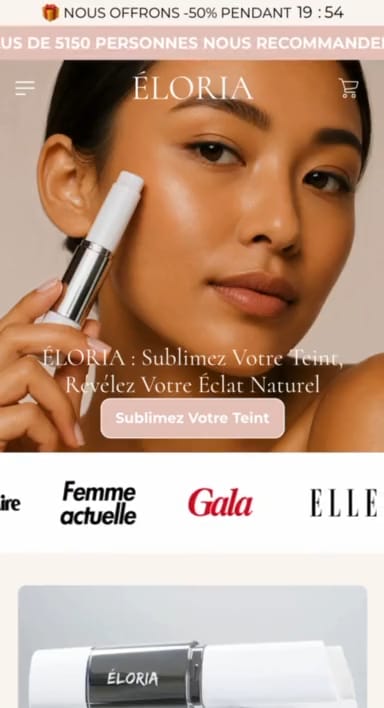 NOUS OFFRONS -50% PENDANT 19 : 54
US DE 5150 PERSONNES NOUS RECOMMANDE
ÉLORIA
ÉLORIA : Sublimez Votre Teint,
Révélez Votre Éclat Naturel
Sublimez Votre Teint
ire
Femme
actuelle
Gala
ELLE
ÉLORIA